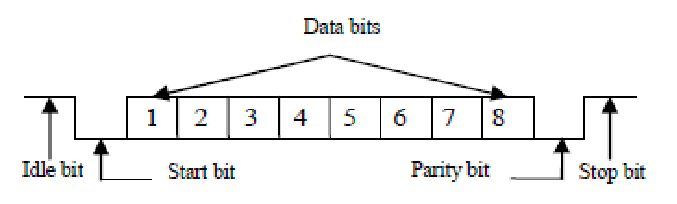 Data bits
1 2 3 4 5 6 7 8
Idle bit Start bit Parity bit Stop bit